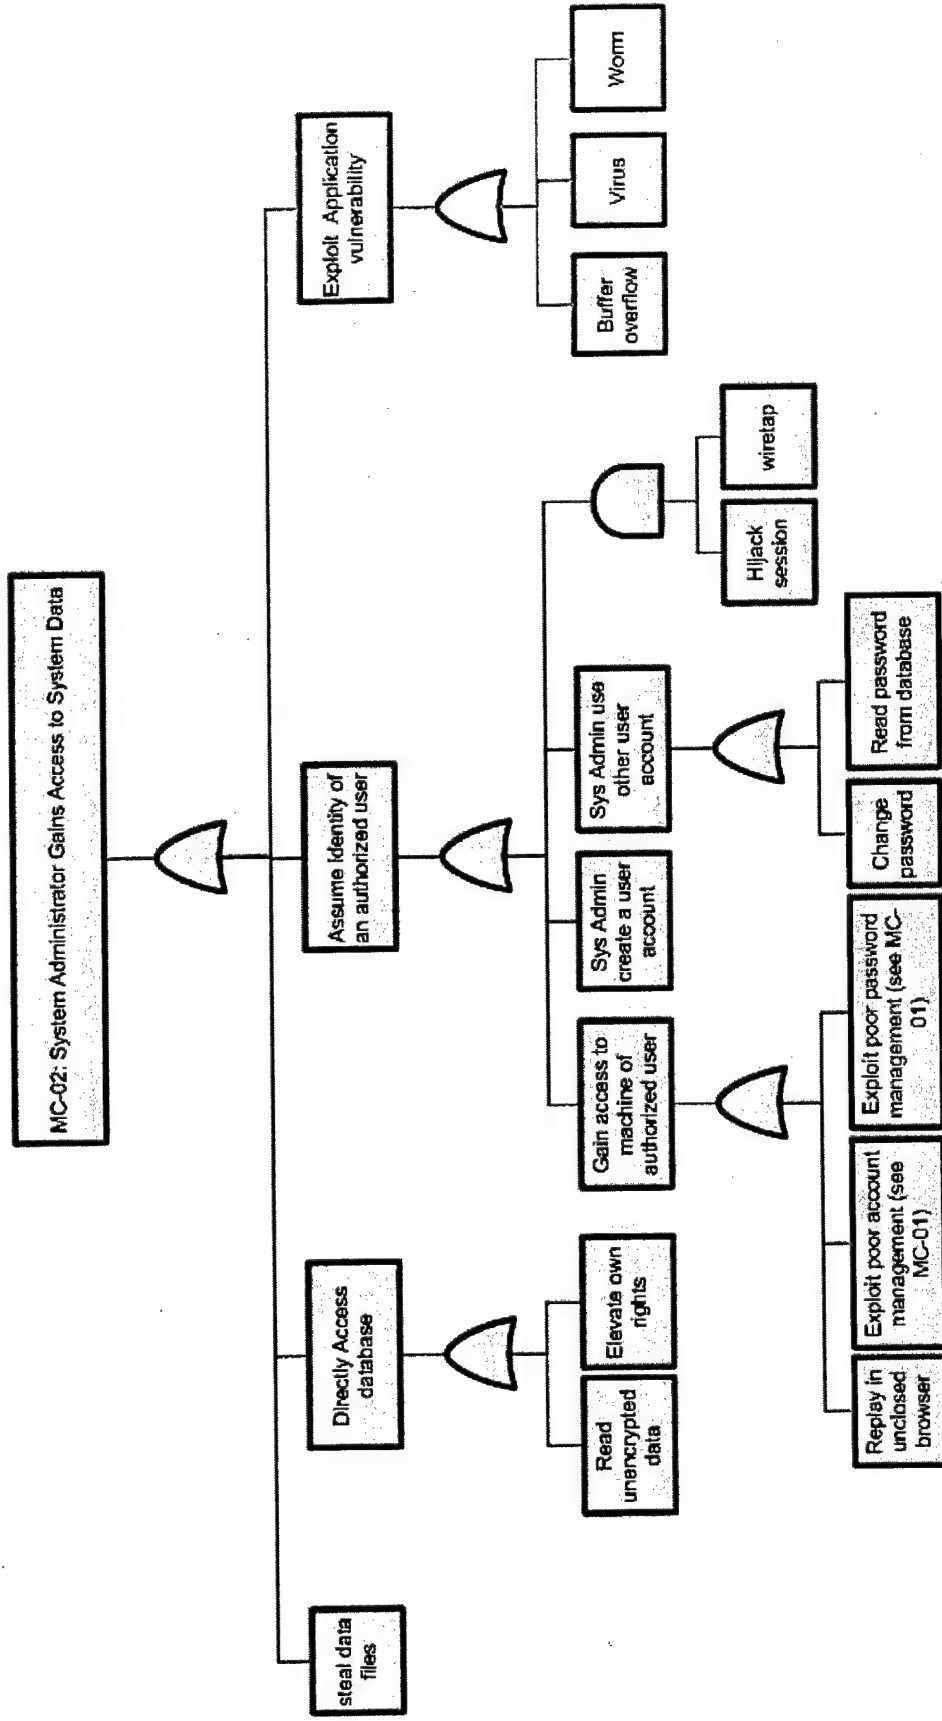 MC-02: System Administrator Gains Access to System Data
steal data
files
Directly Access
database
Assume Identity of
an authorized user
Exploit Application
vulnerability
Read
unencrypted
data
Elevate own
rights
Gain access to
machine of
authorized user
Sys Admin
create a user
account
Sys Admin use
other user
account
Buffer
overflow
Virus
Worm
Hijack
session
wiretap
Replay in
unclosed
browser
Exploit poor account
management (see
MC-01)
Exploit poor password
management (see MC-
01)
Change
password
Read password
from database